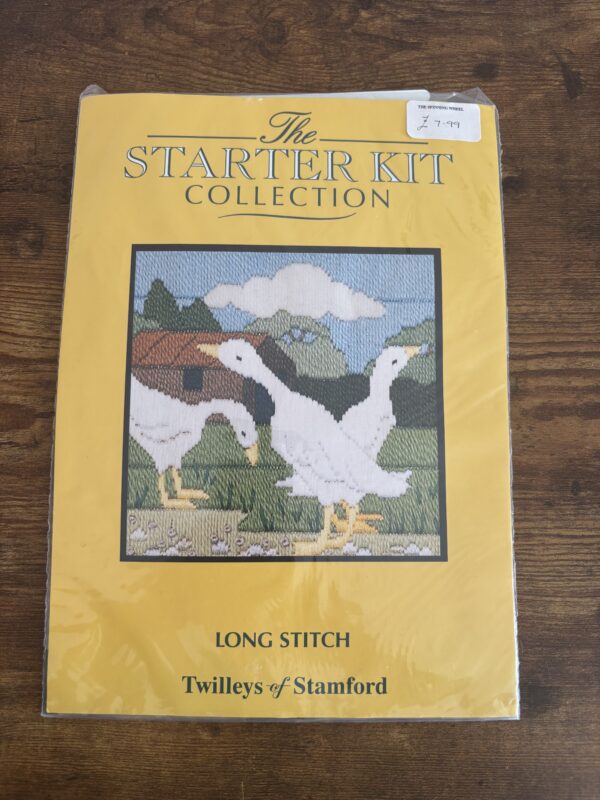 THE SPINNING WHEEL
£ 7.99
The
STARTER KIT
COLLECTION
LONG STITCH
Twilleys of Stamford